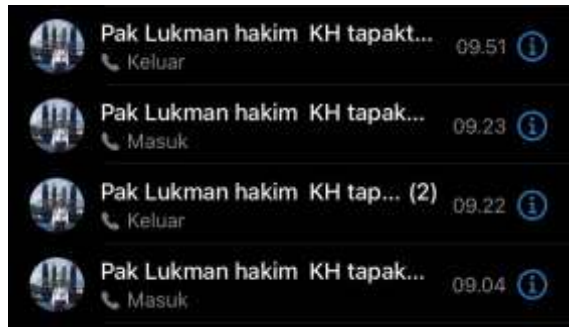 Pak Lukman hakim KH tapakt...
09.51
Keluar
Pak Lukman hakim KH tapak...
09.23
Masuk
Pak Lukman hakim KH tap... (2)
09.22
Keluar
Pak Lukman hakim KH tapak...
09.04
Masuk